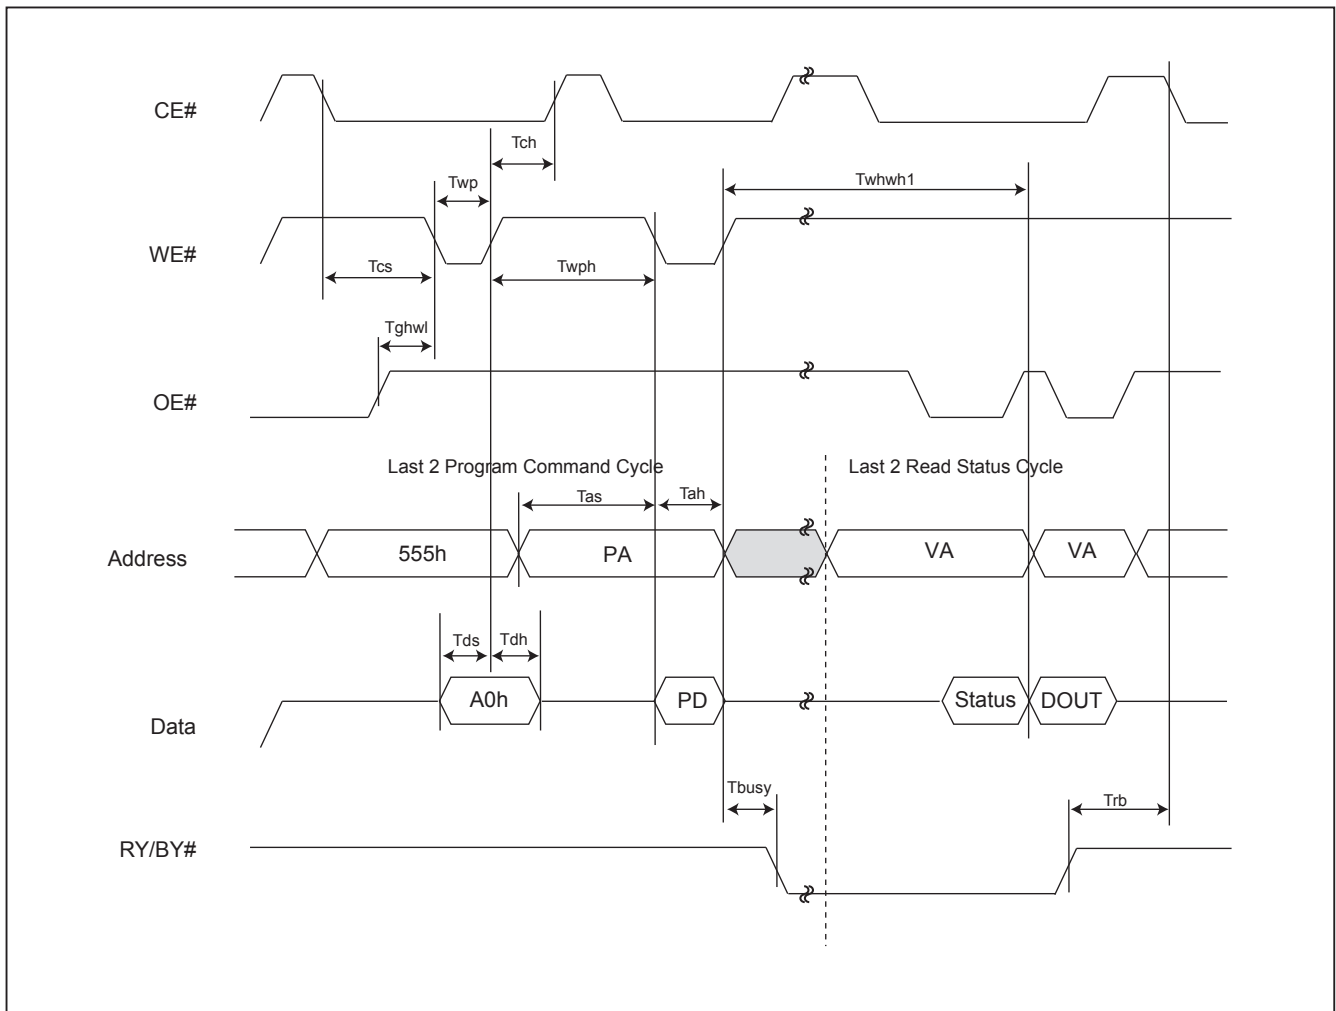 CE#
Tch
Twp
Twhwh1
WE#
Tcs
Twph
Tghwl
OE#
Last 2 Program Command Cycle
Last 2 Read Status Cycle
Tas
Tah
Address
555h
PA
VA
VA
Tds
Tdh
A0h
PD
Status
DOUT
Data
Tbusy
Trb
RY/BY#